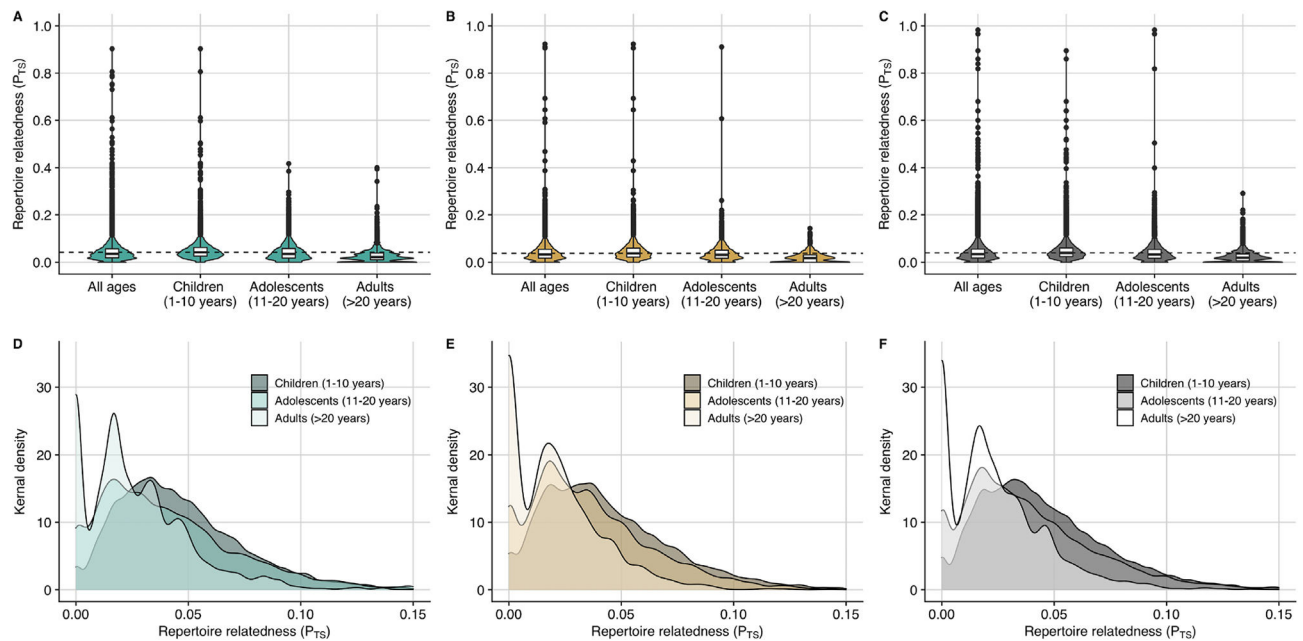 A
Repertoire relatedness (PTS)
1.0
0.8
0.6
0.4
0.2
0.0
All ages
Children
(1-10 years)
Adolescents
(11-20 years)
Adults
(>20 years)
B
Repertoire relatedness (PTS)
1.0
0.8
0.6
0.4
0.2
0.0
All ages
Children
(1-10 years)
Adolescents
(11-20 years)
Adults
(>20 years)
C
Repertoire relatedness (PTS)
1.0
0.8
0.6
0.4
0.2
0.0
All ages
Children
(1-10 years)
Adolescents
(11-20 years)
Adults
(>20 years)
D
Kernal density
30
20
10
0
Children (1-10 years)
Adolescents (11-20 years)
Adults (>20 years)
0.00
0.05
0.10
0.15
Repertoire relatedness (PTS)
E
Kernal density
30
20
10
0
Children (1-10 years)
Adolescents (11-20 years)
Adults (>20 years)
0.00
0.05
0.10
0.15
Repertoire relatedness (PTS)
F
Kernal density
30
20
10
0
Children (1-10 years)
Adolescents (11-20 years)
Adults (>20 years)
0.00
0.05
0.10
0.15
Repertoire relatedness (PTS)